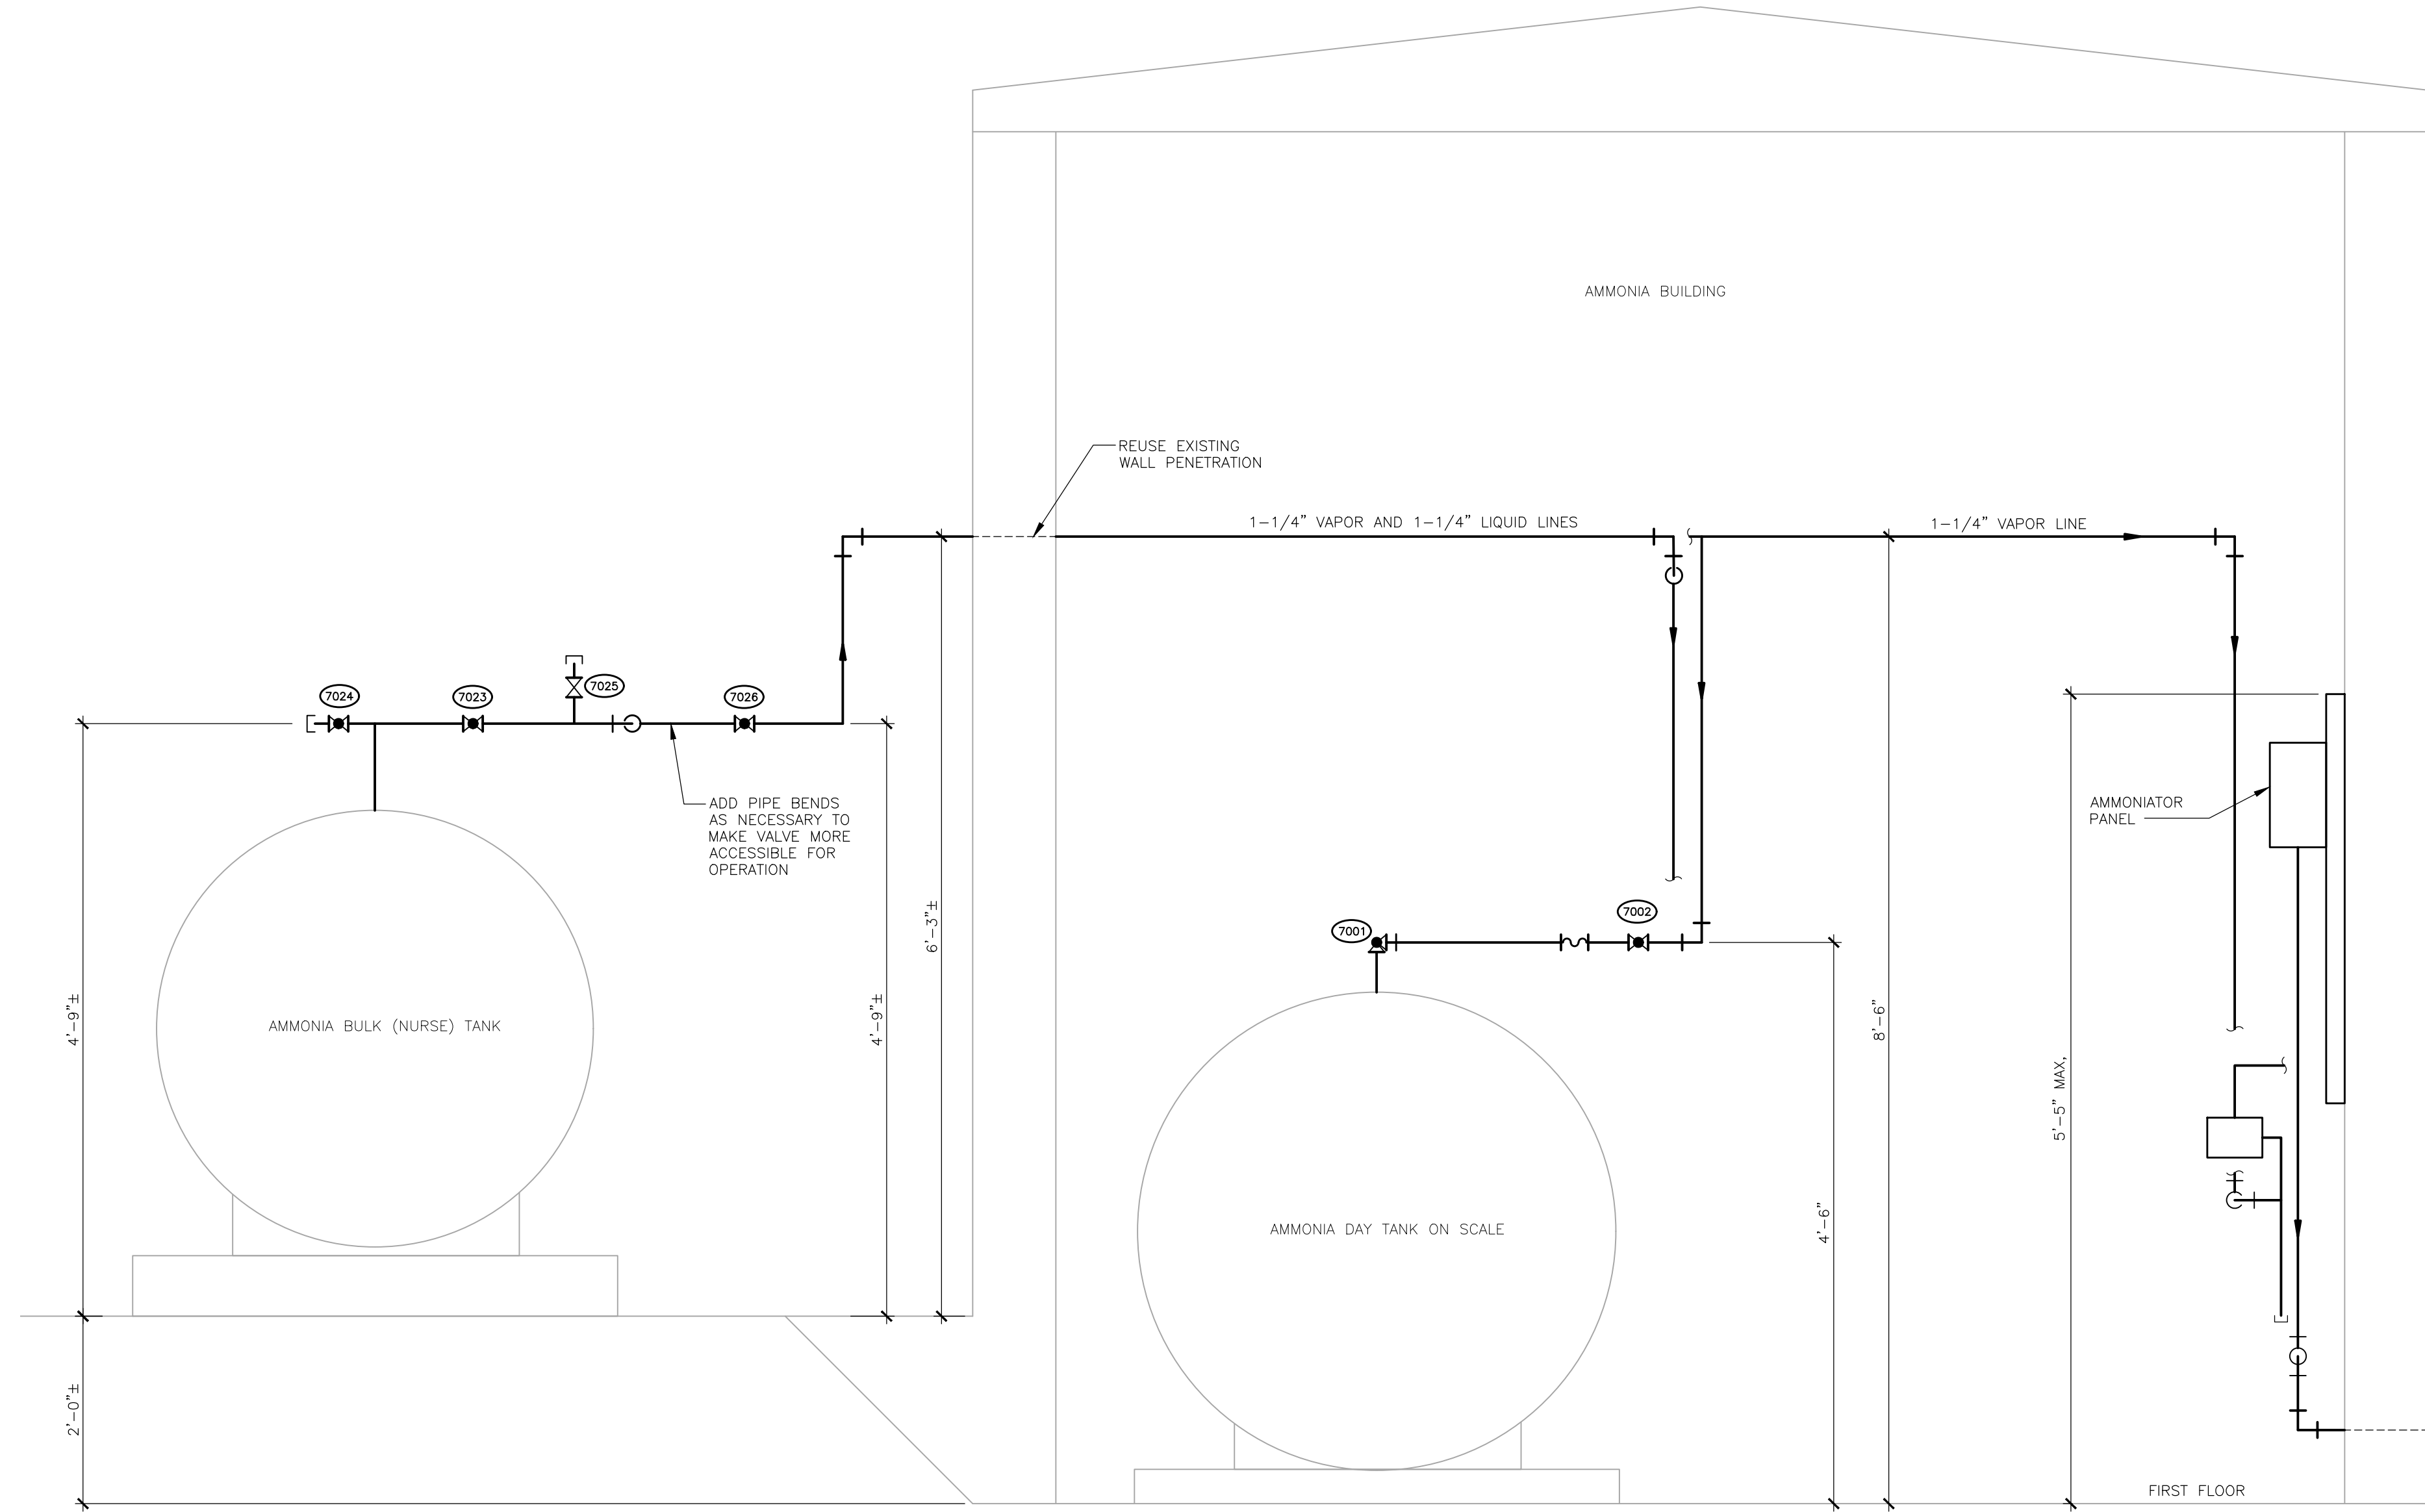 AMMONIA BUILDING
REUSE EXISTING
WALL PENETRATION
1-1/4" VAPOR AND 1-1/4" LIQUID LINES
1-1/4" VAPOR LINE
7024
7023
7025
7026
ADD PIPE BENDS
AS NECESSARY TO
MAKE VALVE MORE
ACCESSIBLE FOR
OPERATION
AMMONIATOR
PANEL
7001
7002
6'-3"±
4'-9"±
AMMONIA BULK (NURSE) TANK
4'-9"±
8'-6"
5'-5" MAX,
AMMONIA DAY TANK ON SCALE
4'-6"
2'-0"±
FIRST FLOOR